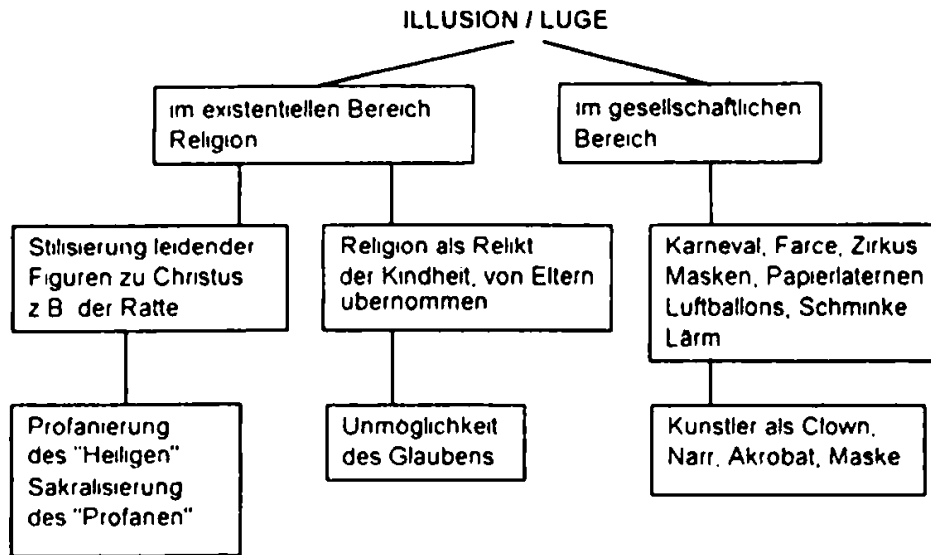 ILLUSION / LUGE
im existentiellen Bereich
Religion
im gesellschaftlichen
Bereich
Stilisierung leidender
Figuren zu Christus
z B der Ratte
Religion als Relikt
der Kindheit, von Eltern
ubernommen
Karneval, Farce, Zirkus
Masken, Papierlaternen
Luftballons, Schminke
Lärm
Profanierung
des "Heiligen"
Sakralisierung
des "Profanen"
Unmoglichkeit
des Glaubens
Kunstler als Clown,
Narr, Akrobat, Maske